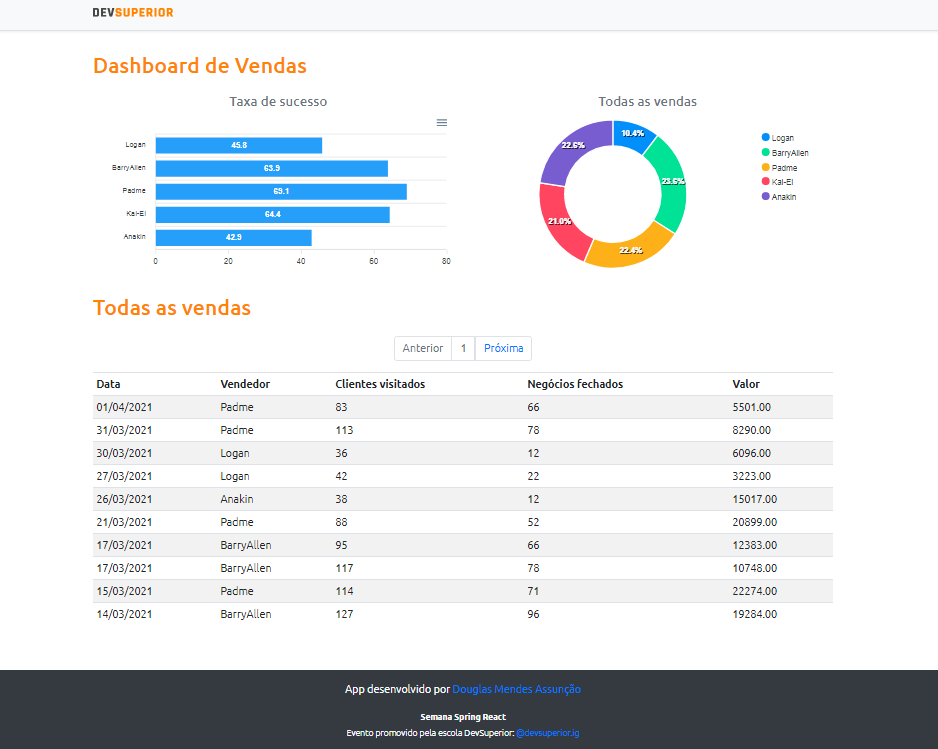 DEVSUPERIOR
Dashboard de Vendas
Taxa de sucesso
Logan 45.8
BarryAllen 63.9
Padme 69.1
Kal-El 64.4
Anakin 42.9
0 20 40 60 80
Todas as vendas
10.4%
23.6%
22.4%
21.0%
22.6%
Logan
BarryAllen
Padme
Kal-El
Anakin
Todas as vendas
Anterior 1 Próxima
Data Vendedor Clientes visitados Negócios fechados Valor
01/04/2021 Padme 83 66 5501.00
31/03/2021 Padme 113 78 8290.00
30/03/2021 Logan 36 12 6096.00
27/03/2021 Logan 42 22 3223.00
26/03/2021 Anakin 38 12 15017.00
21/03/2021 Padme 88 52 20899.00
17/03/2021 BarryAllen 95 66 12383.00
17/03/2021 BarryAllen 117 78 10748.00
15/03/2021 Padme 114 71 22274.00
14/03/2021 BarryAllen 127 96 19284.00
App desenvolvido por Douglas Mendes Assunção
Semana Spring React
Evento promovido pela escola DevSuperior: @devsuperior.ig